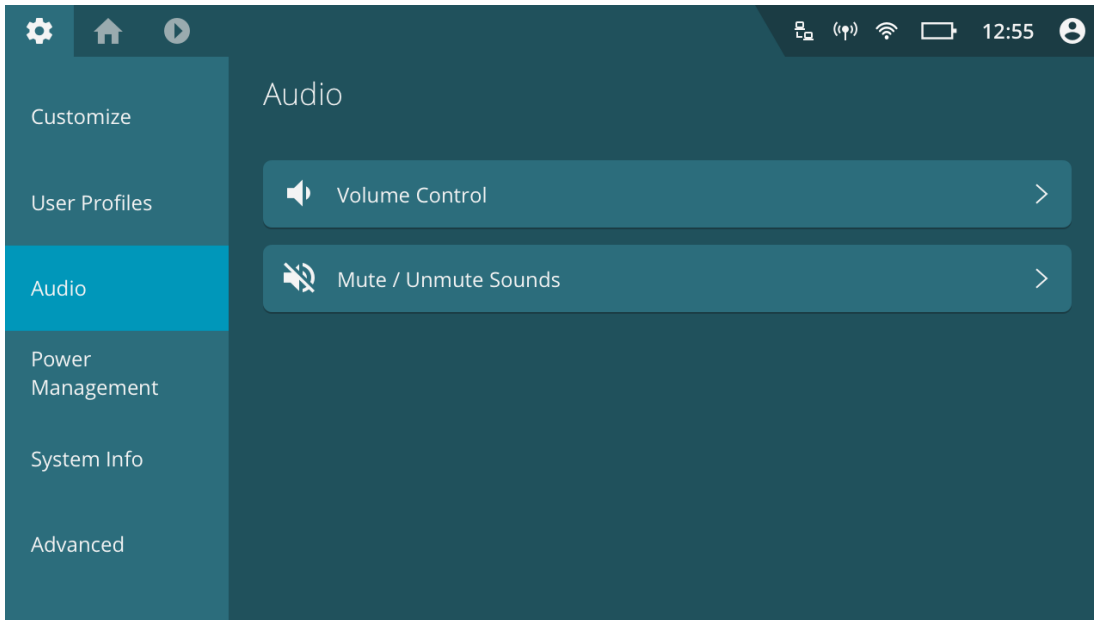 12:55
Customize
User Profiles
Audio
Power
Management
System Info
Advanced
Audio
Volume Control
Mute / Unmute Sounds